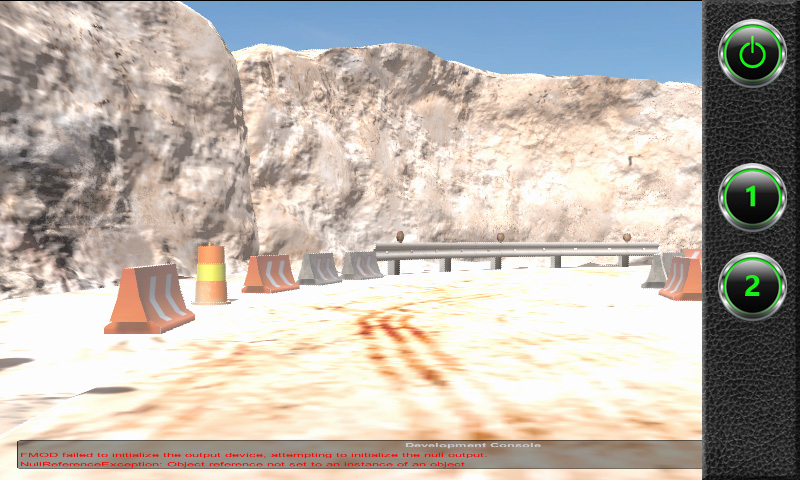 1
2
Development Console
FMOD failed to initialize the output device, attempting to initialize the null output.
NullReferenceException: Object reference not set to an instance of an object